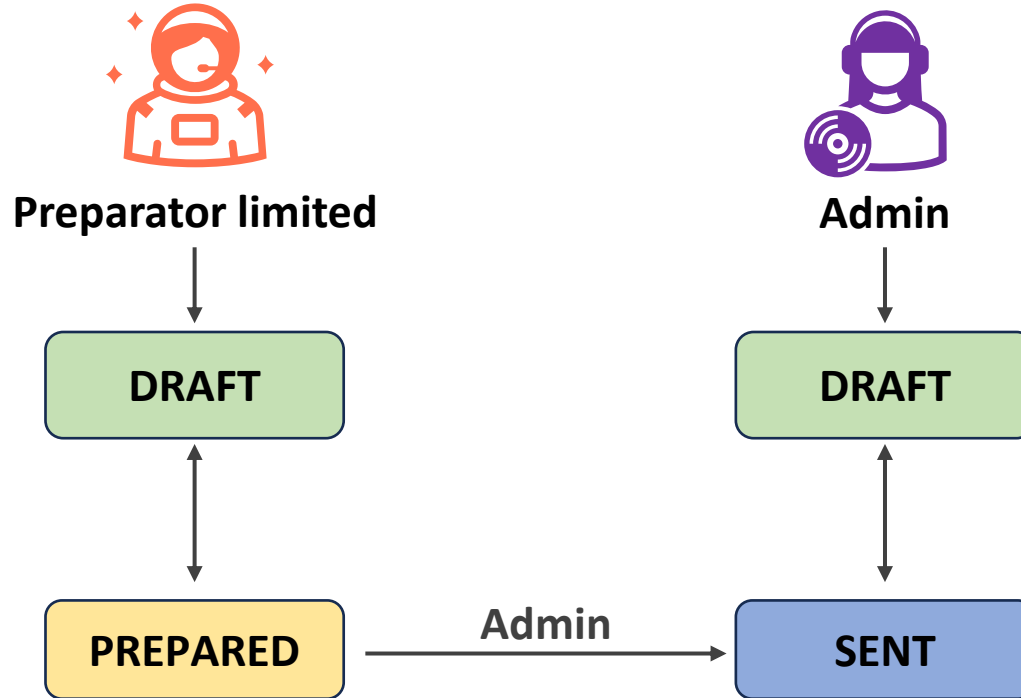 Preparator limited
Admin
DRAFT
DRAFT
PREPARED
Admin
SENT